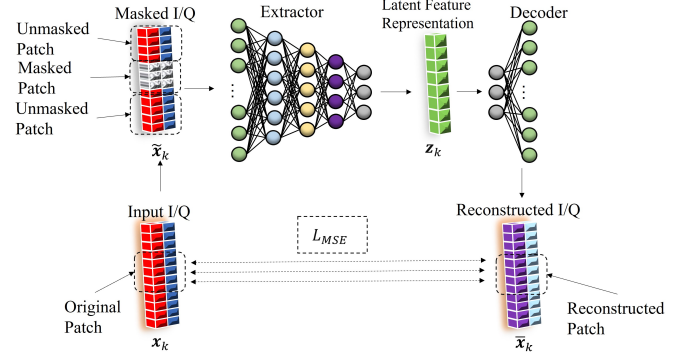 Masked I/Q
Extractor
Latent Feature
Representation
Decoder
Unmasked
Patch
Masked
Patch
Unmasked
Patch
x̃k
zk
Input I/Q
Reconstructed I/Q
LMSE
Original
Patch
Reconstructed
Patch
xk
x̄k